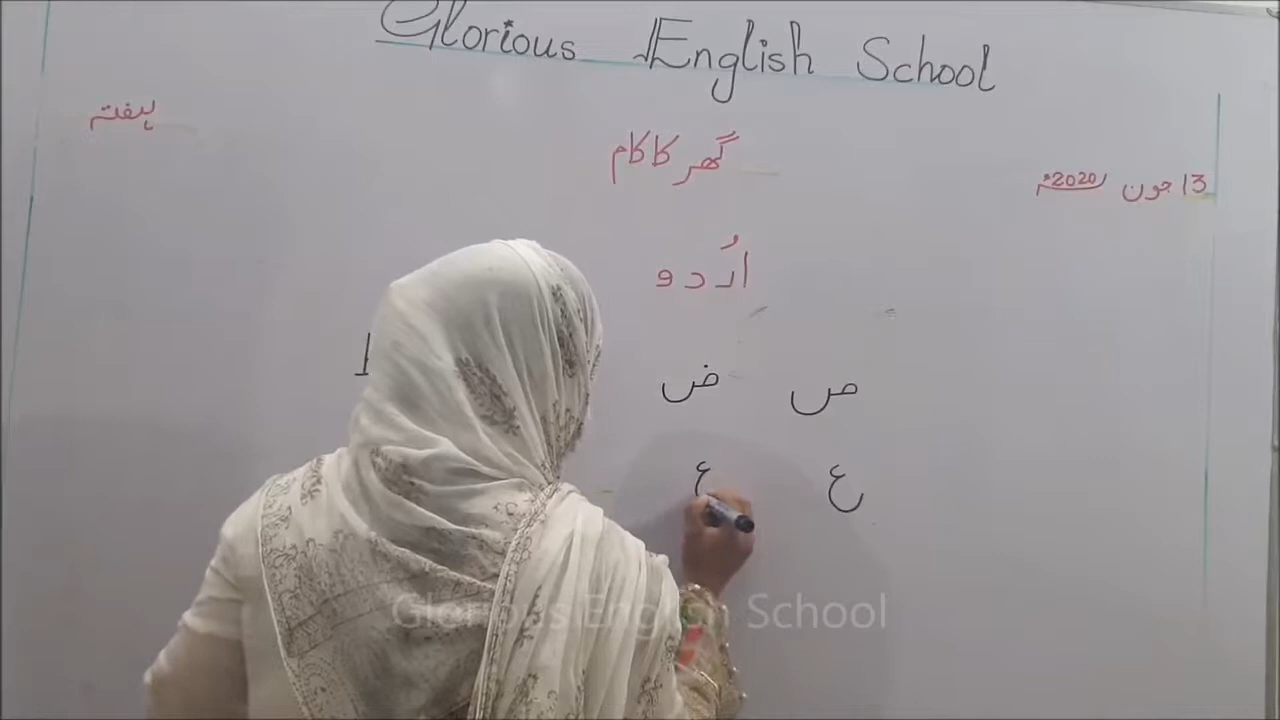 Glorious English School
ہفتہ
گھر کا کام
13 جون 2020ء
اُردو
ص ض
ع
Glorious English School